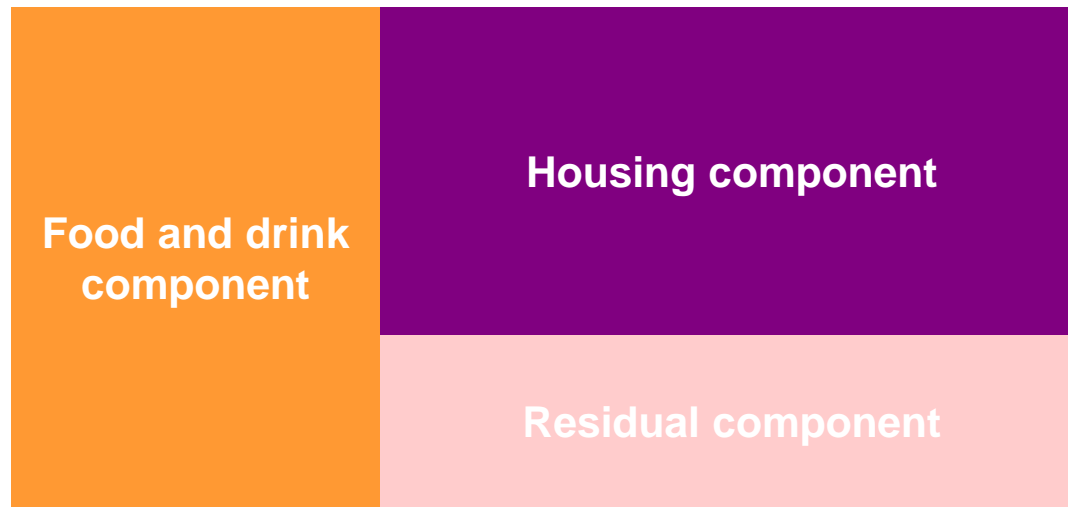 Food and drink
component
Housing component
Residual component